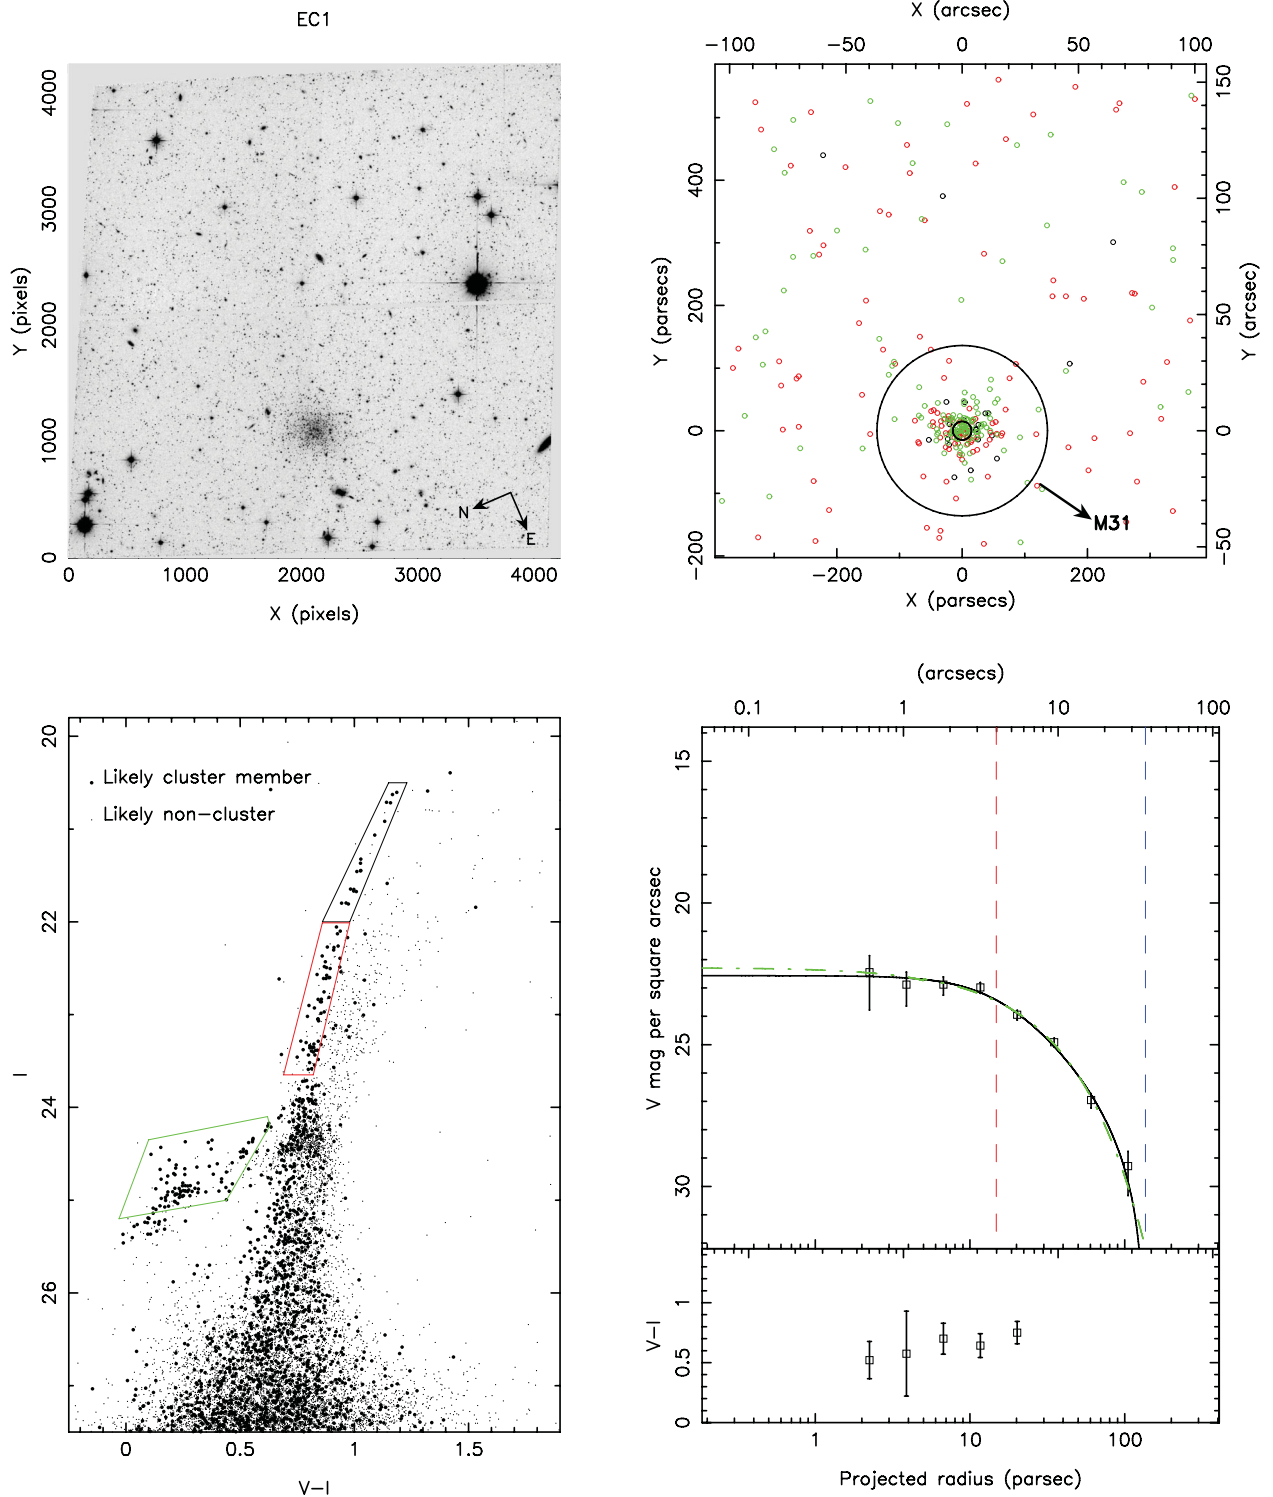 EC1
4000
3000
2000
1000
0
Y (pixels)
N
E
0 1000 2000 3000 4000
X (pixels)
X (arcsec)
−100 −50 0 50 100
400
200
0
−200
Y (parsecs)
150
100
50
0
−50
Y (arcsec)
M31
−200 0 200
X (parsecs)
20
22
24
26
I
Likely cluster member
Likely non−cluster
0 0.5 1 1.5
V−I
(arcsecs)
0.1 1 10 100
15
20
25
30
V mag per square arcsec
1
0.5
0
V−I
1 10 100
Projected radius (parsec)